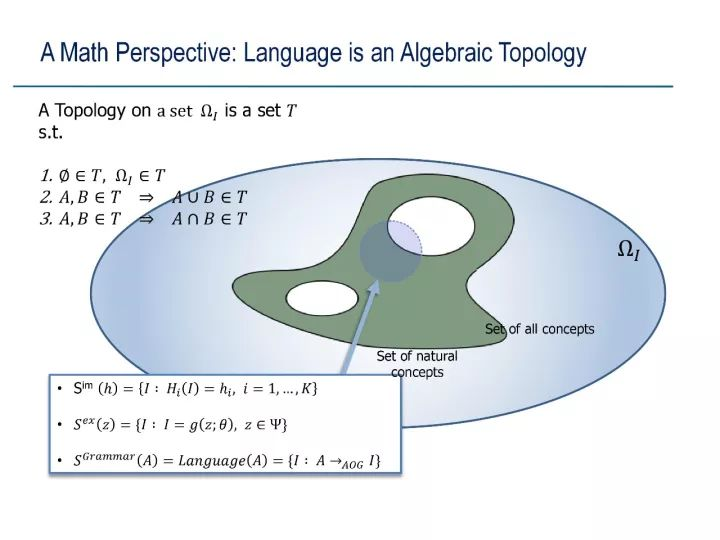 A Math Perspective: Language is an Algebraic Topology
A Topology on a set Ω_I is a set T
s.t.
1. ∅ ∈ T, Ω_I ∈ T
2. A, B ∈ T ⇒ A ∪ B ∈ T
3. A, B ∈ T ⇒ A ∩ B ∈ T
Ω_I
Set of all concepts
Set of natural
concepts
• S^im (h) = {I : H_i(I) = h_i, i = 1, … , K}
• S^ex(z) = {I : I = g(z; θ), z ∈ Ψ}
• S^Grammar(A) = Language(A) = {I : A →_AOG I}